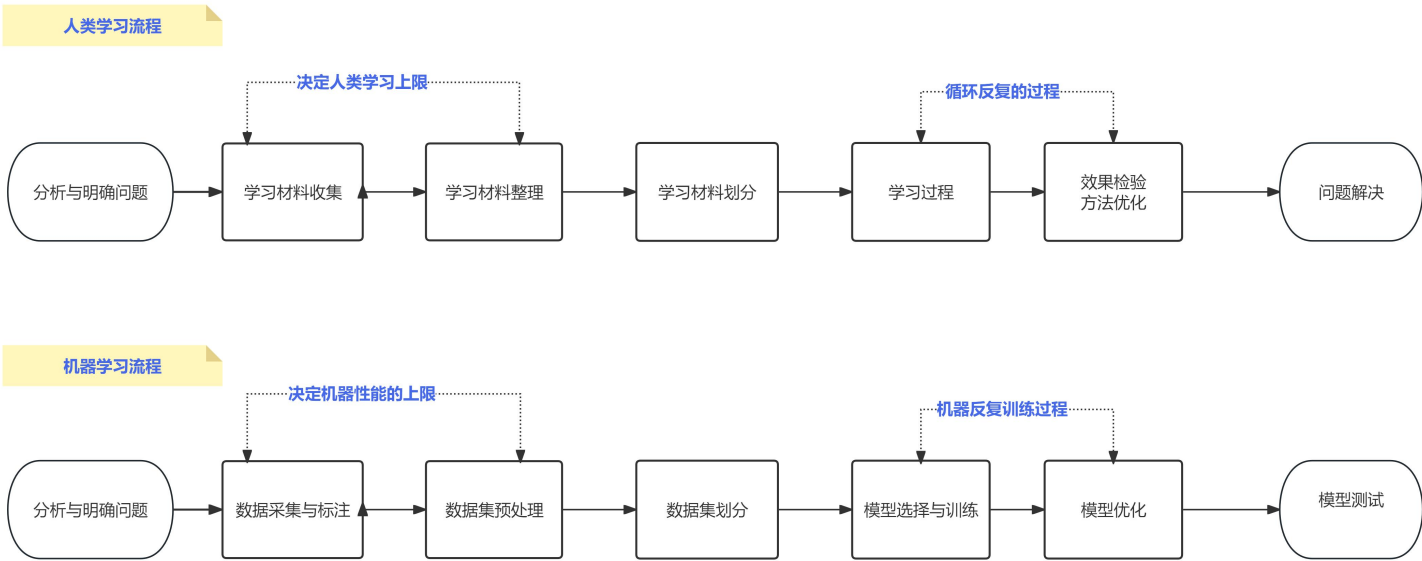 人类学习流程
决定人类学习上限
循环反复的过程
分析与明确问题
学习材料收集
学习材料整理
学习材料划分
学习过程
效果检验
方法优化
问题解决
机器学习流程
决定机器性能的上限
机器反复训练过程
分析与明确问题
数据采集与标注
数据集预处理
数据集划分
模型选择与训练
模型优化
模型测试